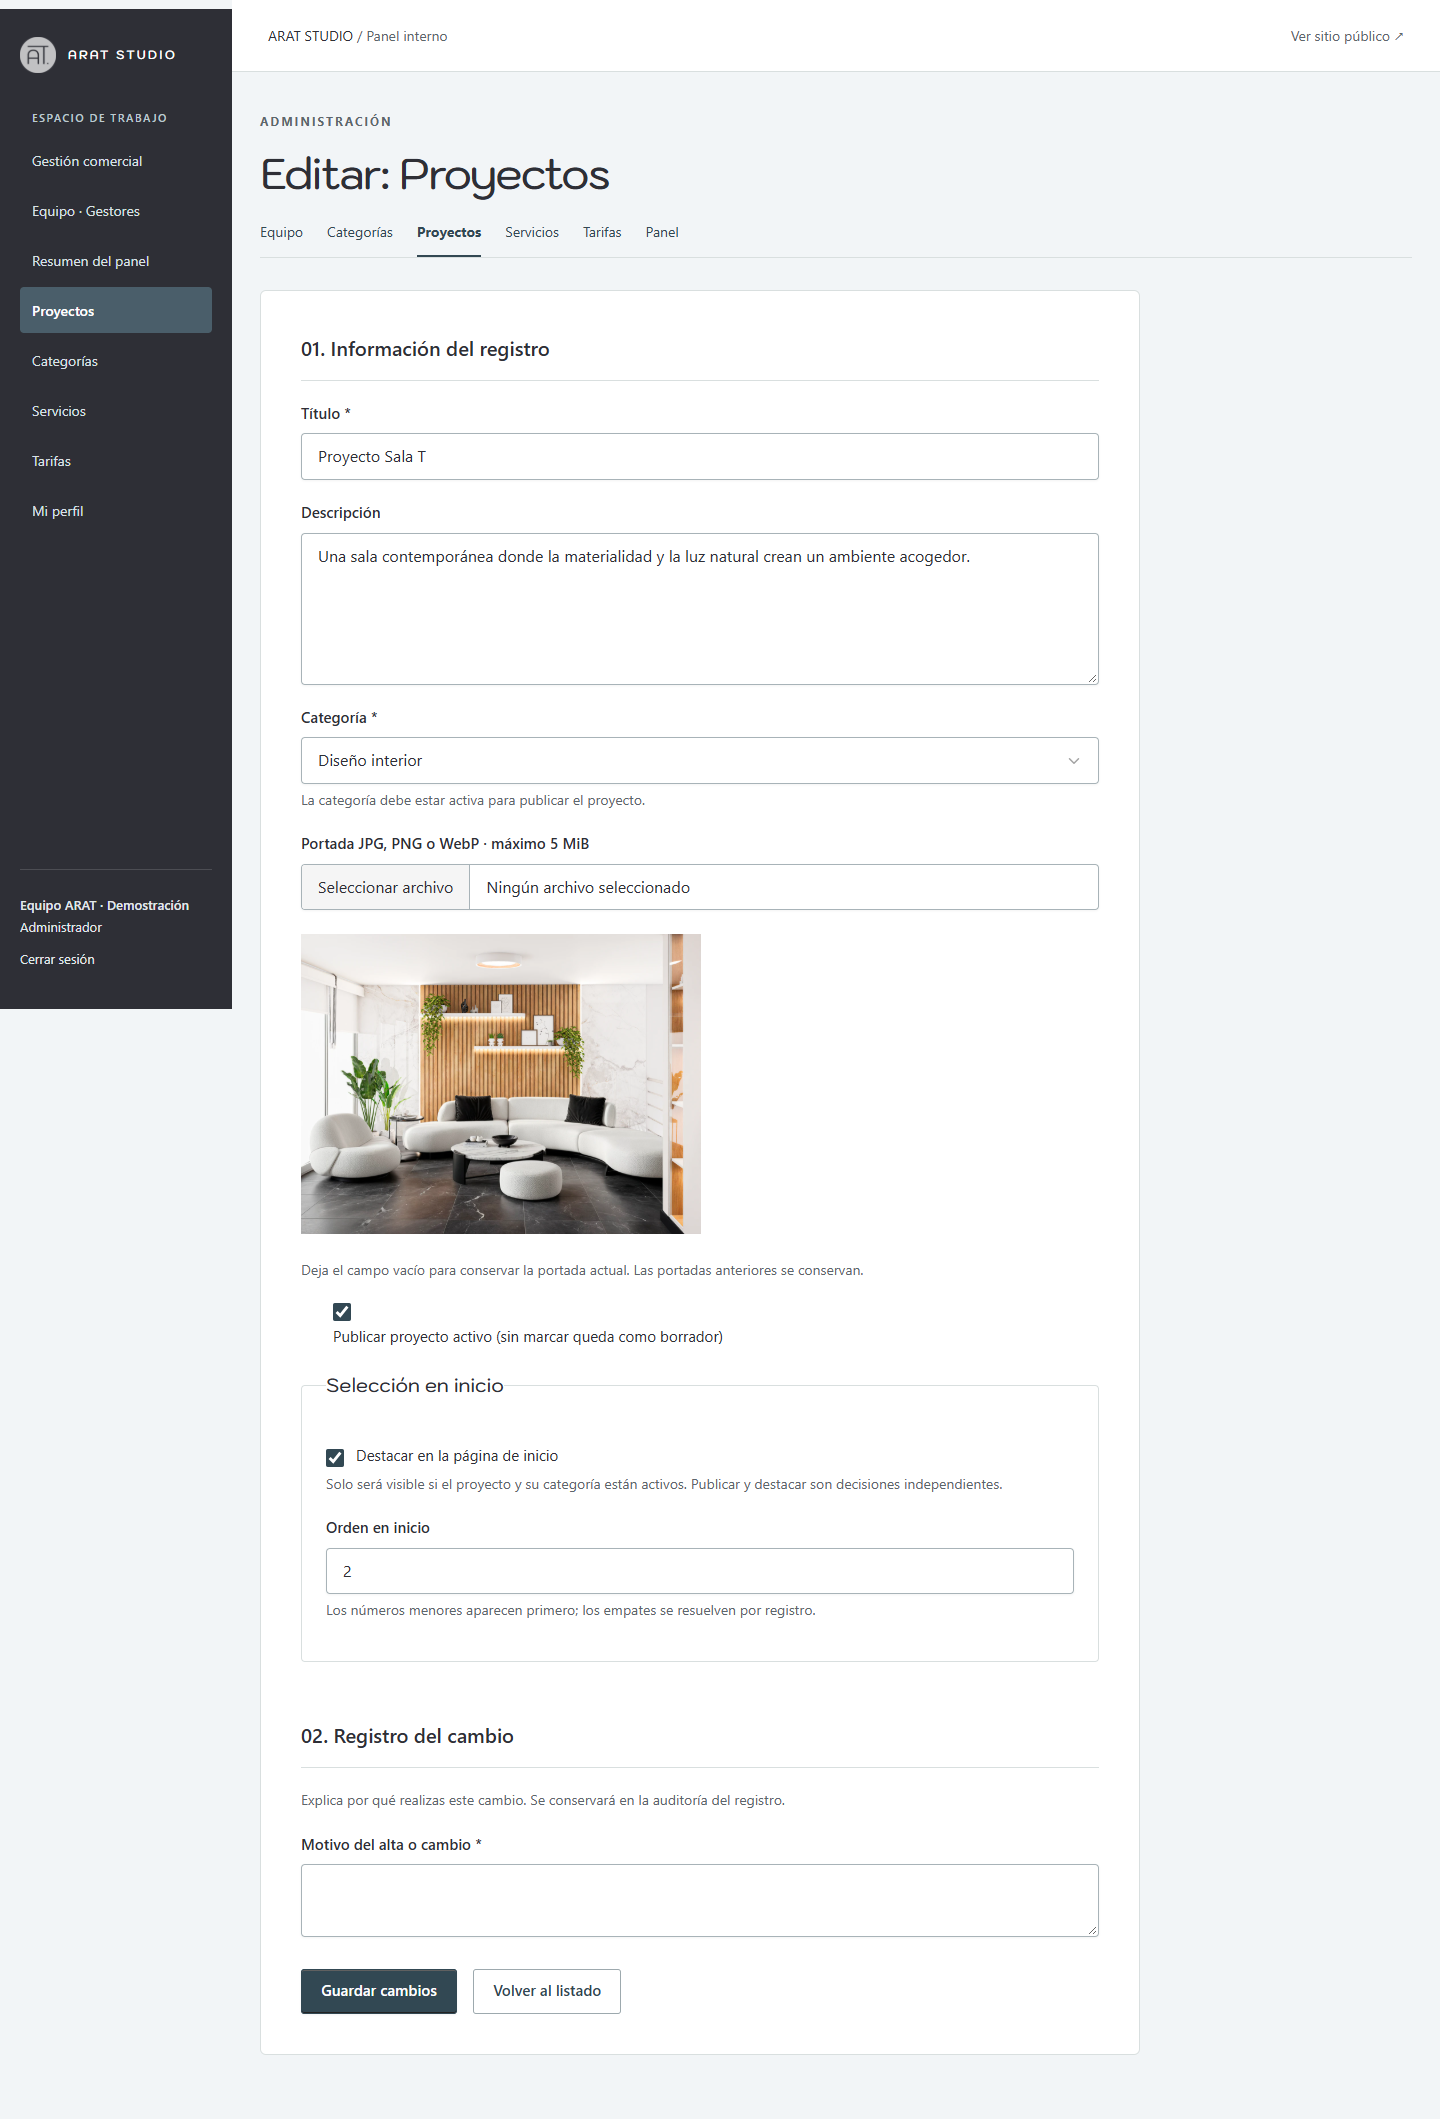 AT.
ARAT STUDIO
ESPACIO DE TRABAJO
Gestión comercial
Equipo · Gestores
Resumen del panel
Proyectos
Categorías
Servicios
Tarifas
Mi perfil
Equipo ARAT · Demostración
Administrador
Cerrar sesión
ARAT STUDIO / Panel interno
Ver sitio público ↗
ADMINISTRACIÓN
Editar: Proyectos
Equipo Categorías Proyectos Servicios Tarifas Panel
01. Información del registro
Título *
Proyecto Sala T
Descripción
Una sala contemporánea donde la materialidad y la luz natural crean un ambiente acogedor.
Categoría *
Diseño interior
La categoría debe estar activa para publicar el proyecto.
Portada JPG, PNG o WebP · máximo 5 MiB
Seleccionar archivo Ningún archivo seleccionado
Deja el campo vacío para conservar la portada actual. Las portadas anteriores se conservan.
Publicar proyecto activo (sin marcar queda como borrador)
Selección en inicio
Destacar en la página de inicio
Solo será visible si el proyecto y su categoría están activos. Publicar y destacar son decisiones independientes.
Orden en inicio
2
Los números menores aparecen primero; los empates se resuelven por registro.
02. Registro del cambio
Explica por qué realizas este cambio. Se conservará en la auditoría del registro.
Motivo del alta o cambio *
Guardar cambios Volver al listado